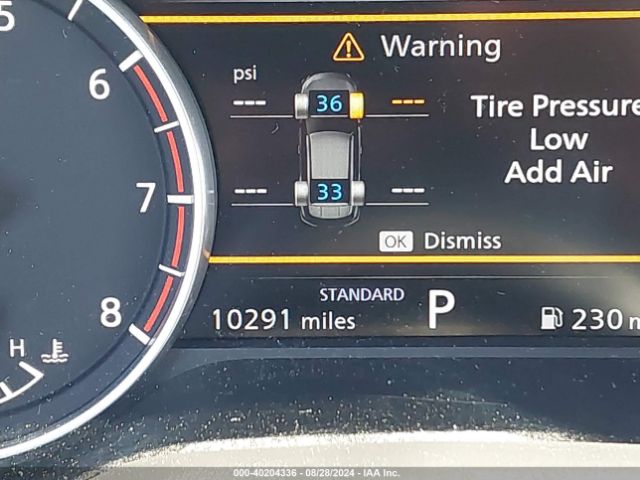 5
6
7
8
H
Warning
psi
--- 36 ---
--- 33 ---
Tire Pressure
Low
Add Air
OK Dismiss
STANDARD
10291 miles
P
230 m
000-40204336 - 08/28/2024 - IAA Inc.